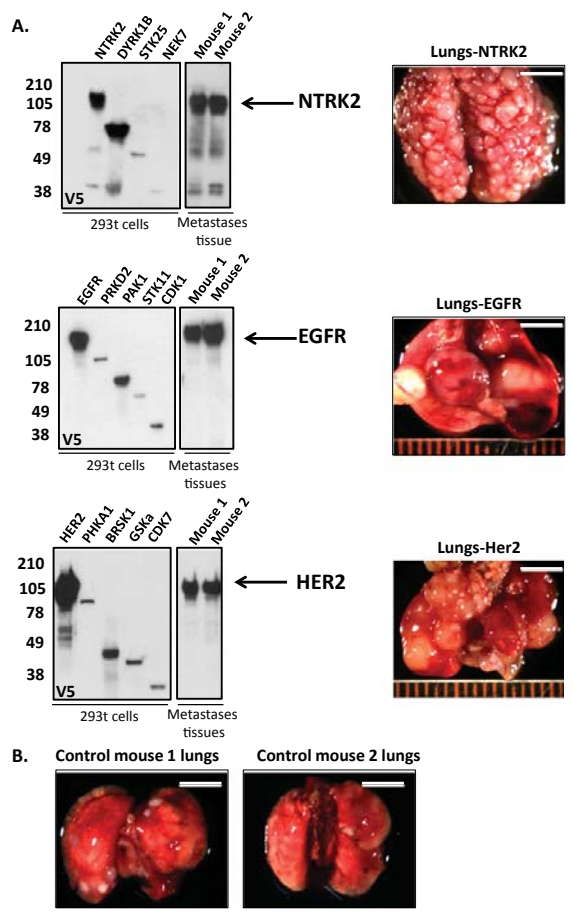 A.
NTRK2 DYRK1B STK25 NEK7 Mouse 1 Mouse 2
210
105
78
49
38
V5
293t cells
Metastases
tissue
NTRK2
Lungs-NTRK2
EGFR PRKD2 PAK1 STK11 CDK1 Mouse 1 Mouse 2
210
105
78
49
38
V5
293t cells
Metastases
tissues
EGFR
Lungs-EGFR
HER2 PHKA1 BRSK1 GSKa CDK7 Mouse 1 Mouse 2
210
105
78
49
38
V5
293t cells
Metastases
tissues
HER2
Lungs-Her2
B.
Control mouse 1 lungs
Control mouse 2 lungs